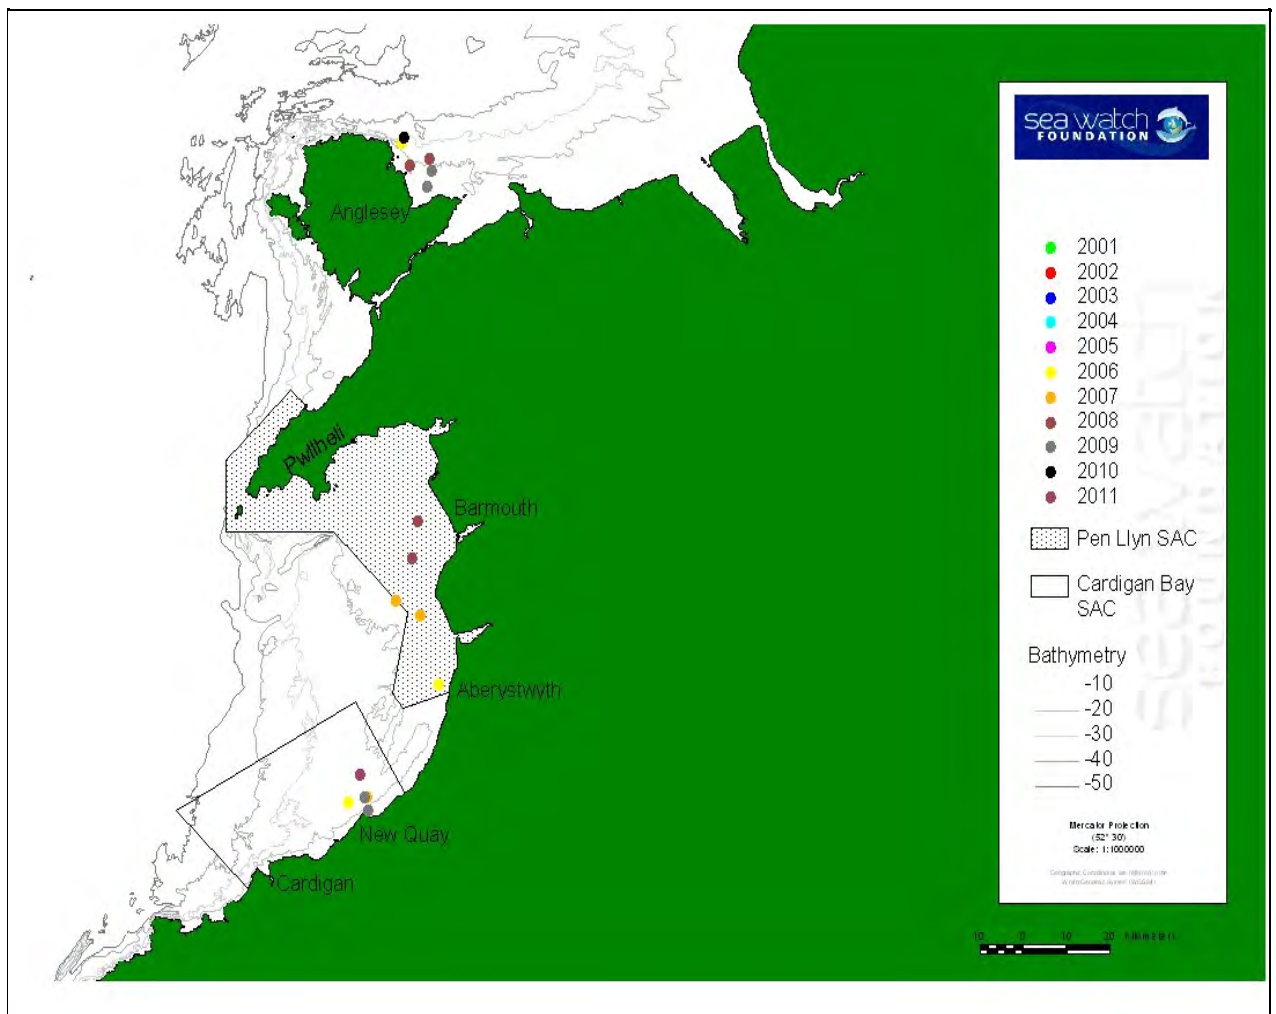 sea watch
FOUNDATION
Anglesey
2001
2002
2003
2004
2005
2006
2007
2008
2009
2010
2011
Pwllheli
Barmouth
Pen Llyn SAC
Cardigan Bay
SAC
Bathymetry
-10
Aberystwyth
-20
-30
-40
-50
Mercator Projection
(52° 30')
Scale: 1:1000000
New Quay
Cardigan
10 0 10 20 Kilometers